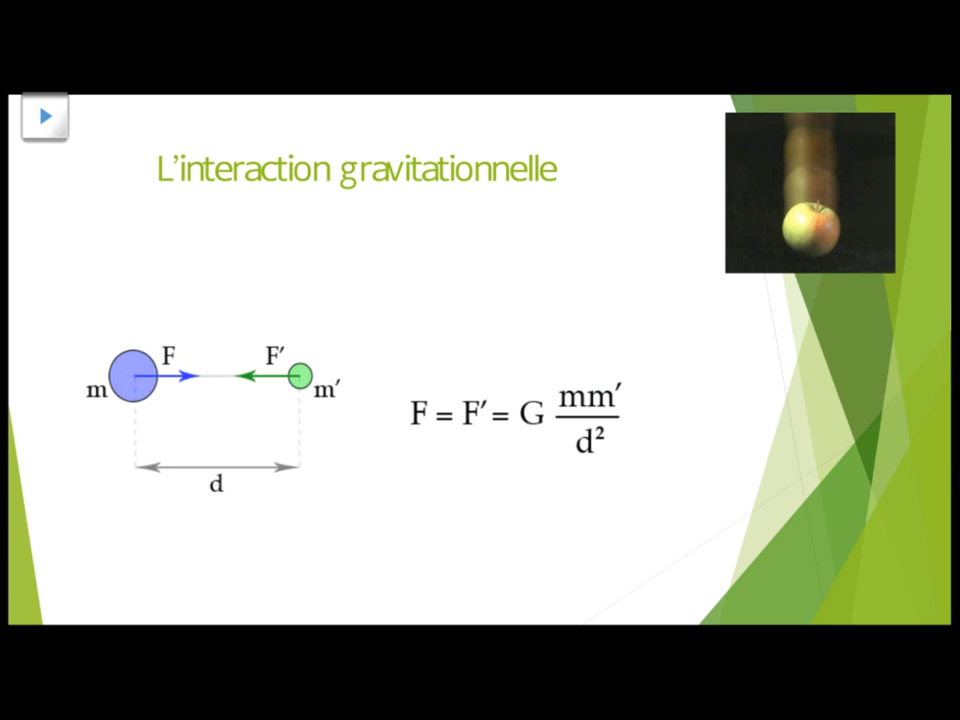 L'interaction gravitationnelle
F F′
m m′
d
F = F′ = G mm′/d²